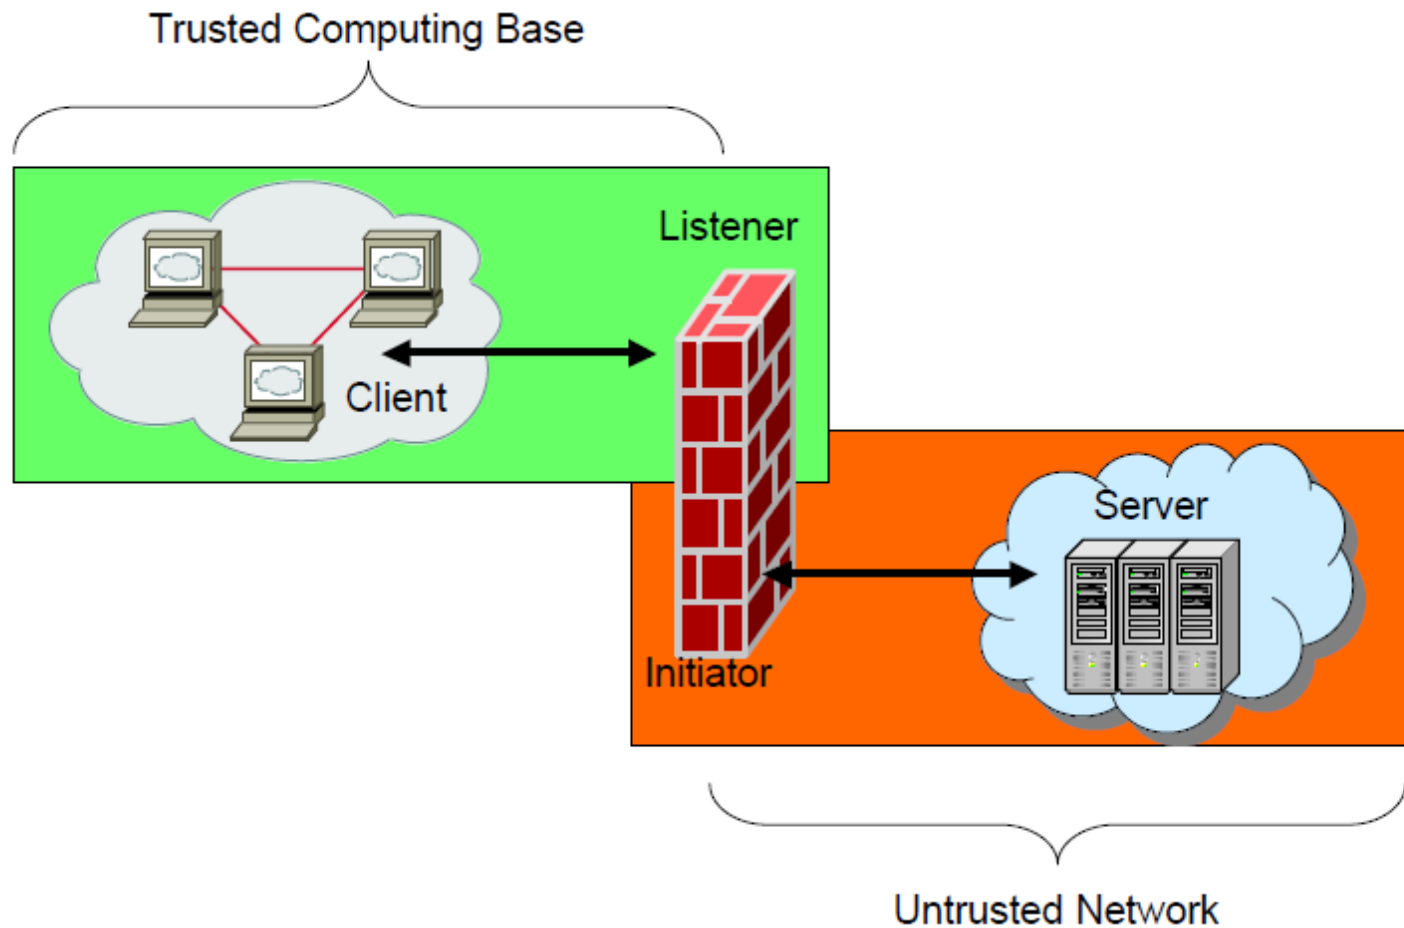 Trusted Computing Base
Listener
Client
Server
Initiator
Untrusted Network